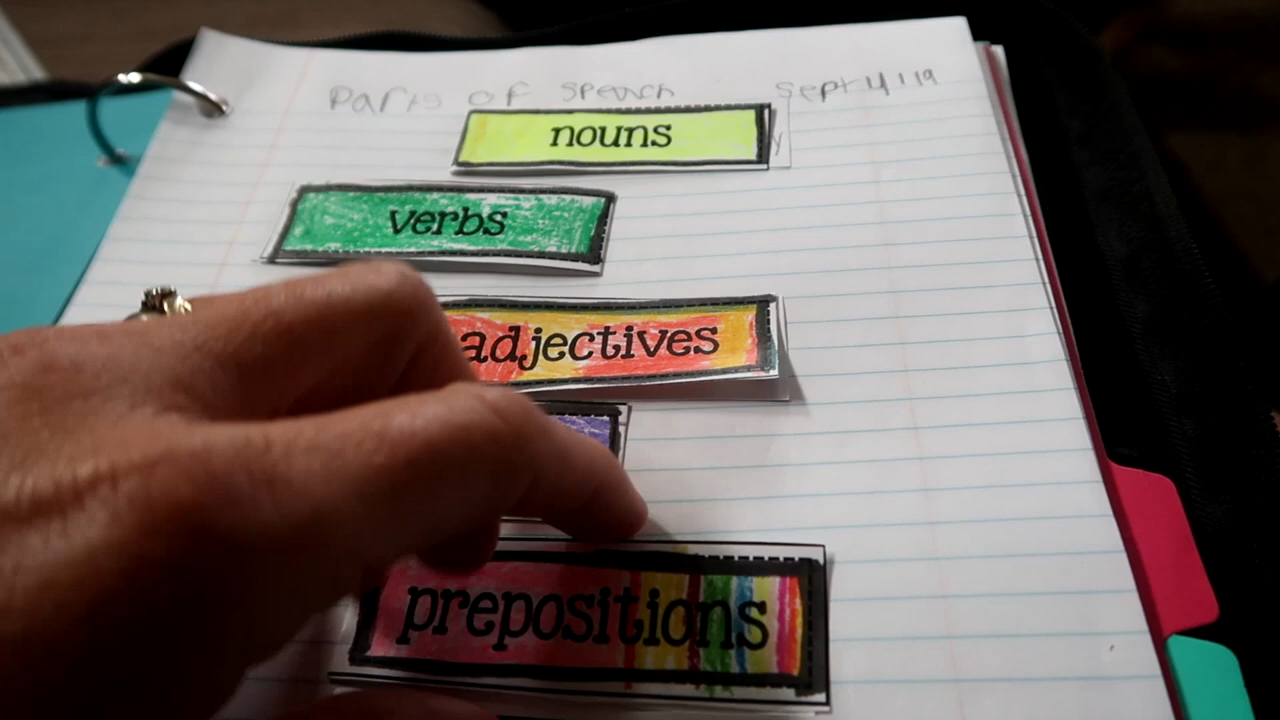 Parts of speech Sept 4/19
nouns
verbs
adjectives
prepositions